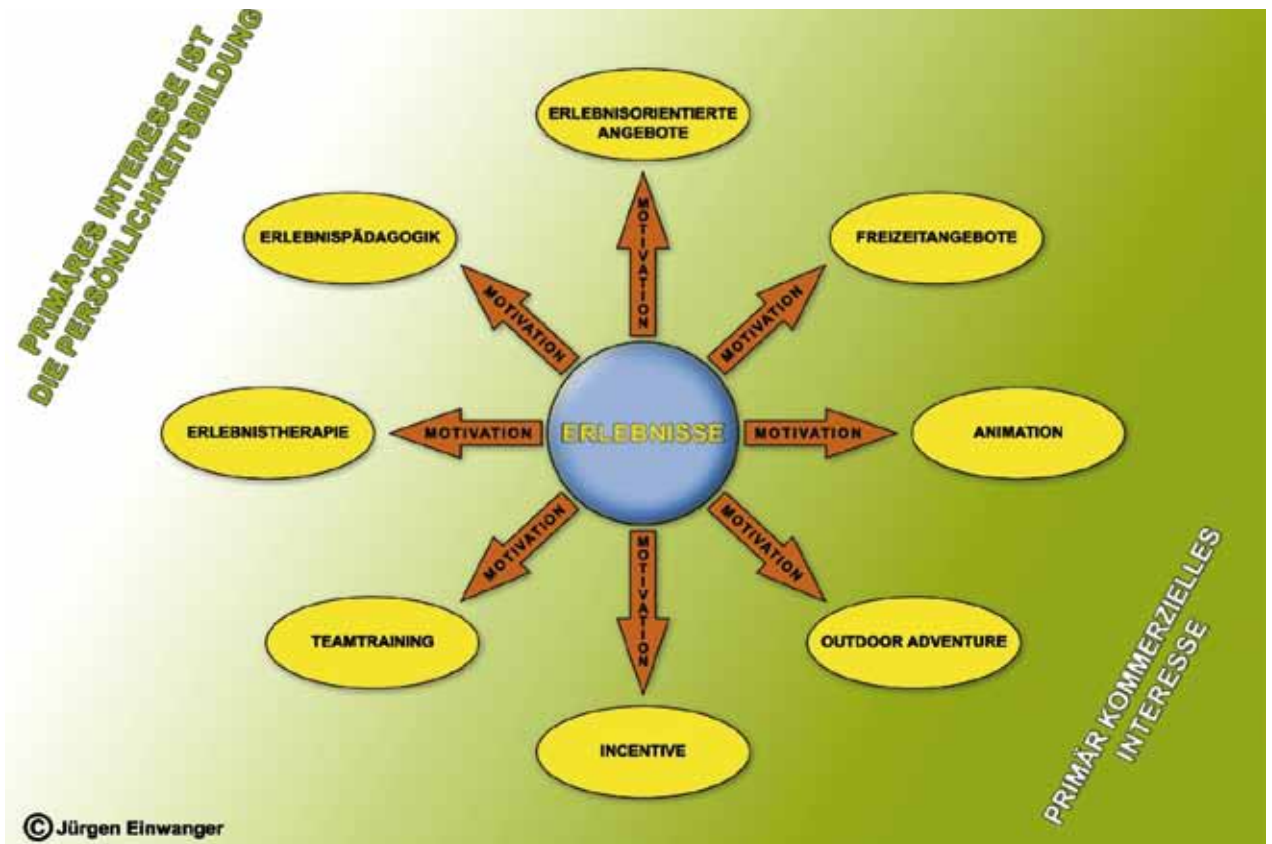 PRIMÄRES INTERESSE IST
DIE PERSÖNLICHKEITSBILDUNG
ERLEBNISORIENTIERTE
ANGEBOTE
ERLEBNISPÄDAGOGIK
FREIZEITANGEBOTE
MOTIVATION
MOTIVATION
MOTIVATION
ERLEBNISTHERAPIE
MOTIVATION
ERLEBNISSE
MOTIVATION
ANIMATION
MOTIVATION
MOTIVATION
MOTIVATION
TEAMTRAINING
OUTDOOR ADVENTURE
INCENTIVE
PRIMÄR KOMMERZIELLES
INTERESSE
© Jürgen Einwanger